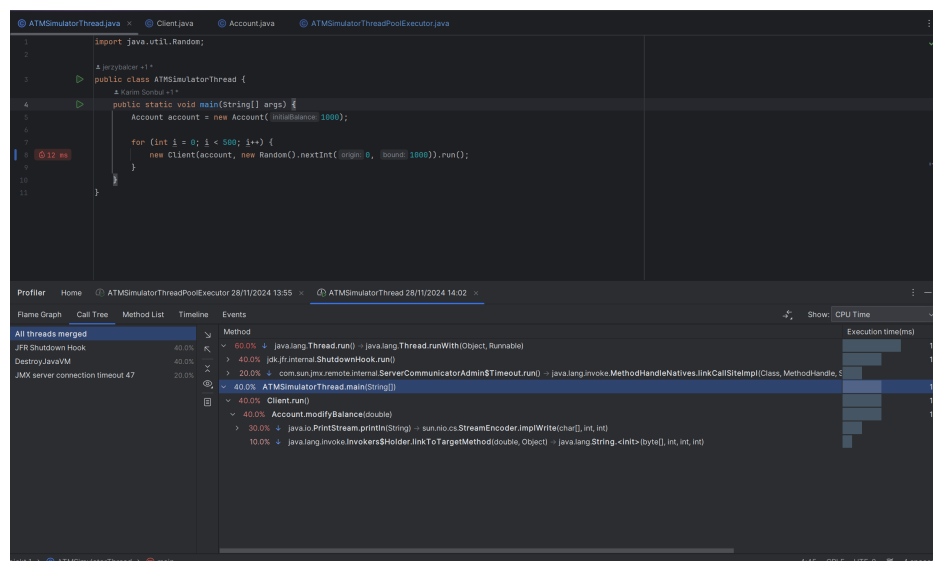 ATMSimulatorThread.java × Client.java Account.java ATMSimulatorThreadPoolExecutor.java
1 import java.util.Random;
2
jerzybalcer +1 *
3 public class ATMSimulatorThread {
Karim Sonbul +1 *
4 public static void main(String[] args) {
5 Account account = new Account( initialBalance: 1000);
6
7 for (int i = 0; i < 500; i++) {
8 12 ms new Client(account, new Random().nextInt( origin: 0, bound: 1000)).run();
9 }
10 }
11 }
Profiler Home ATMSimulatorThreadPoolExecutor 28/11/2024 13:55 × ATMSimulatorThread 28/11/2024 14:02 ×
Flame Graph Call Tree Method List Timeline Events Show: CPU Time
All threads merged Method Execution time(ms)
JFR Shutdown Hook 40.0%
DestroyJavaVM 40.0%
JMX server connection timeout 47 20.0%
60.0% java.lang.Thread.run() → java.lang.Thread.runWith(Object, Runnable) 1
40.0% jdk.jfr.internal.ShutdownHook.run() 1
20.0% com.sun.jmx.remote.internal.ServerCommunicatorAdmin$Timeout.run() → java.lang.invoke.MethodHandleNatives.linkCallSiteImpl(Class, MethodHandle, S
40.0% ATMSimulatorThread.main(String[]) 1
40.0% Client.run() 1
40.0% Account.modifyBalance(double) 1
30.0% java.io.PrintStream.println(String) → sun.nio.cs.StreamEncoder.implWrite(char[], int, int)
10.0% java.lang.invoke.Invokers$Holder.linkToTargetMethod(double, Object) → java.lang.String.<init>(byte[], int, int, int)